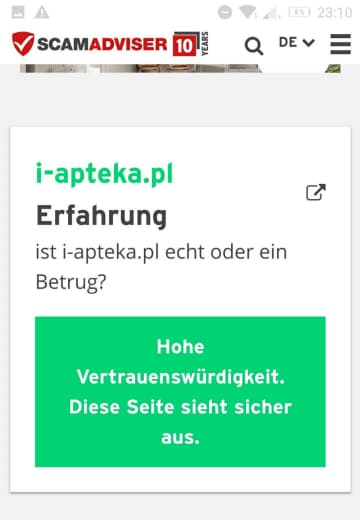 23:10
SCAMADVISER 10 YEARS
DE
i-apteka.pl
Erfahrung
ist i-apteka.pl echt oder ein
Betrug?
Hohe
Vertrauenswürdigkeit.
Diese Seite sieht sicher
aus.